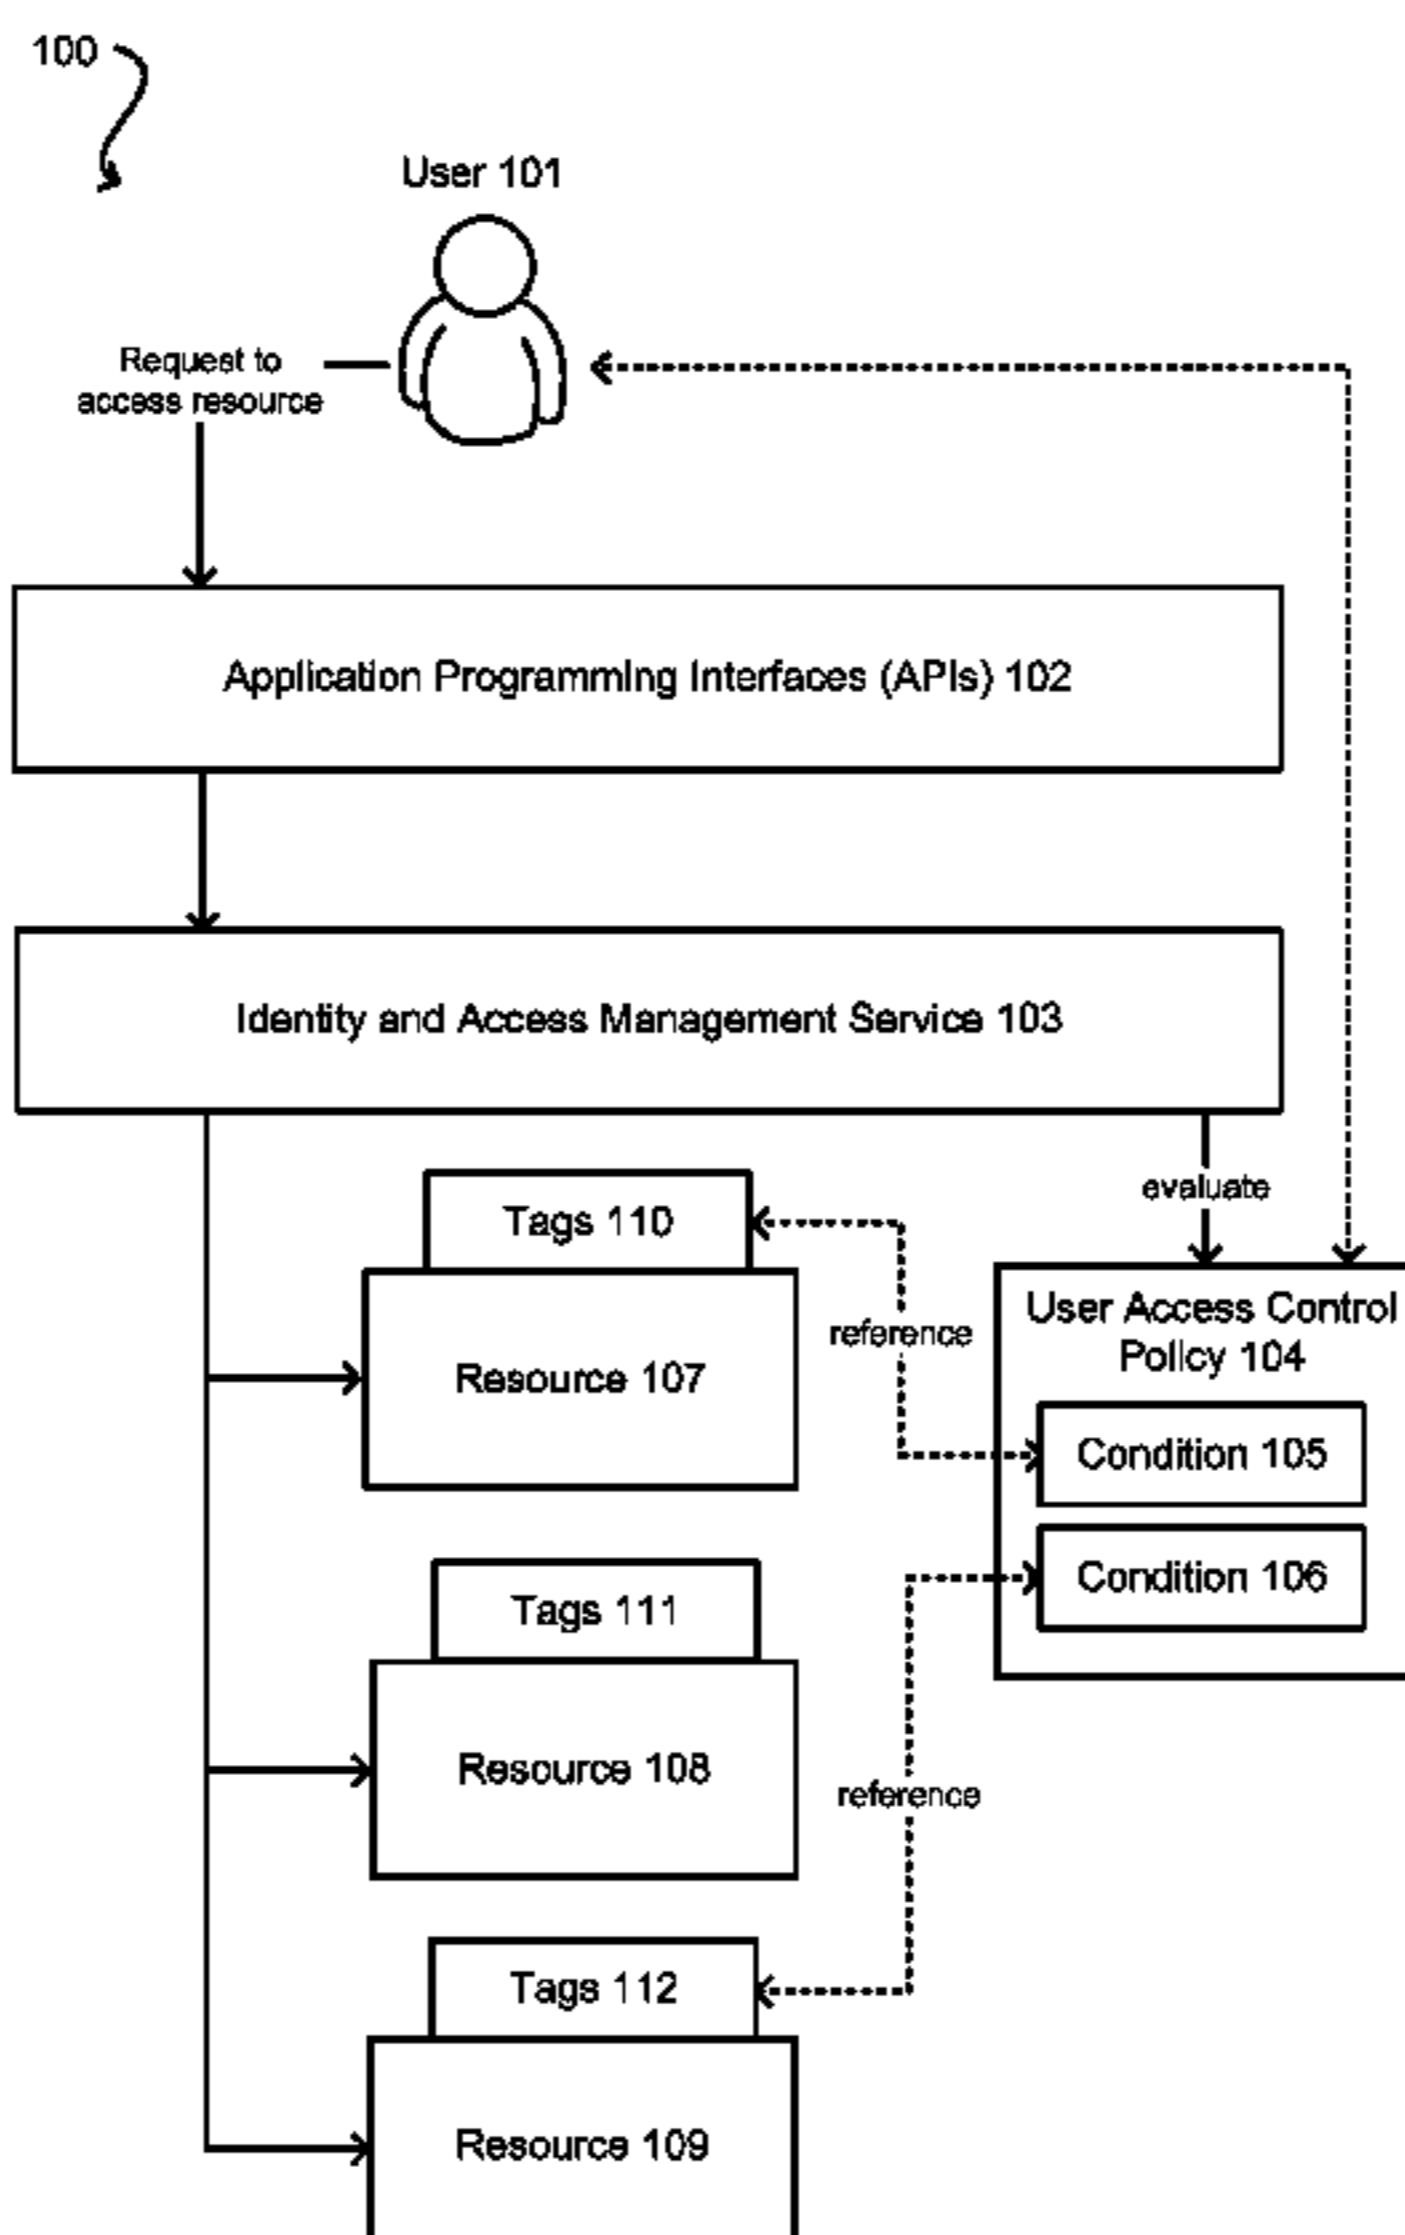 100
User 101
Request to
access resource
Application Programming Interfaces (APIs) 102
Identity and Access Management Service 103
evaluate
Tags 110
Resource 107
reference
User Access Control
Policy 104
Condition 105
Condition 106
Tags 111
Resource 108
reference
Tags 112
Resource 109